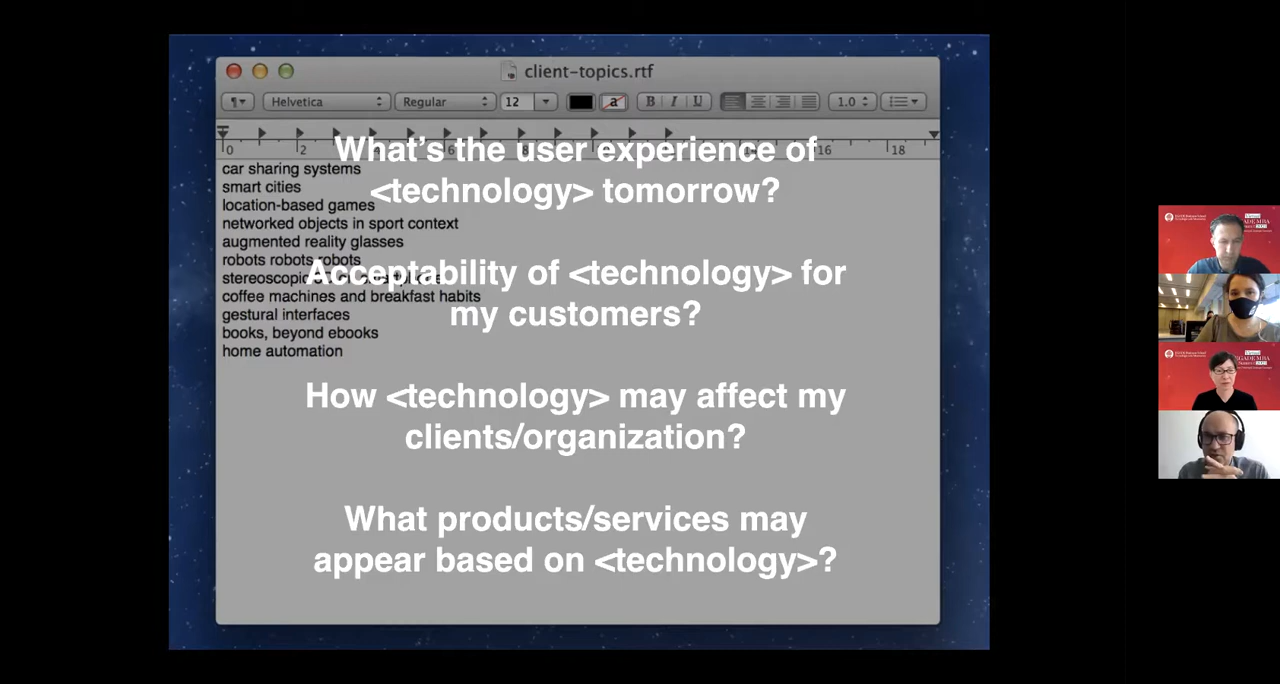 client-topics.rtf
Helvetica
Regular
12
a
B I U
1.0
0 2 6 14 16 18
What's the user experience of
<technology> tomorrow?
car sharing systems
smart cities
location-based games
networked objects in sport context
augmented reality glasses
robots robots robots
stereoscopic
coffee machines and breakfast habits
gestural interfaces
books, beyond ebooks
home automation
Acceptability of <technology> for
my customers?
How <technology> may affect my
clients/organization?
What products/services may
appear based on <technology>?